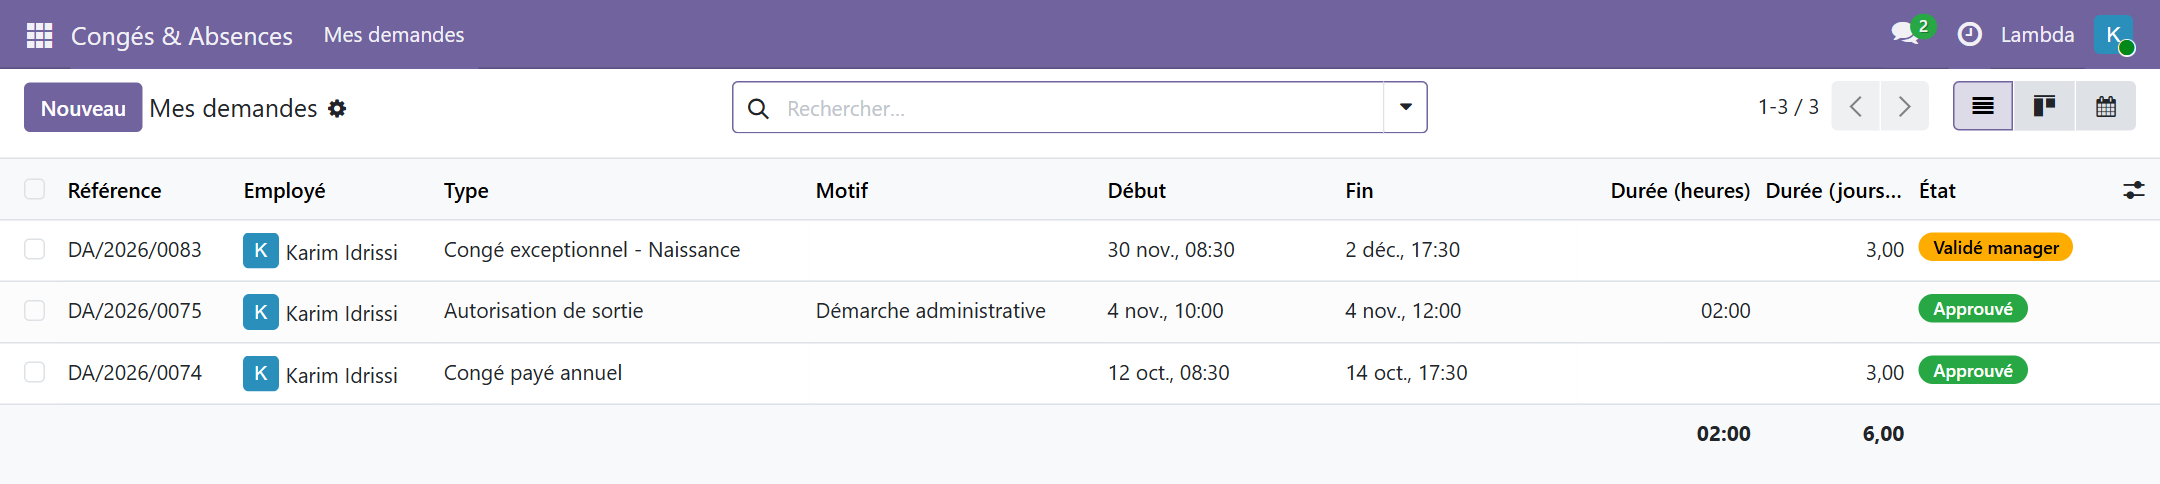 Congés & Absences Mes demandes 2 Lambda K
Nouveau Mes demandes Rechercher... 1-3 / 3
Référence Employé Type Motif Début Fin Durée (heures) Durée (jours... État
DA/2026/0083 K Karim Idrissi Congé exceptionnel - Naissance 30 nov., 08:30 2 déc., 17:30 3,00 Validé manager
DA/2026/0075 K Karim Idrissi Autorisation de sortie Démarche administrative 4 nov., 10:00 4 nov., 12:00 02:00 Approuvé
DA/2026/0074 K Karim Idrissi Congé payé annuel 12 oct., 08:30 14 oct., 17:30 3,00 Approuvé
02:00 6,00